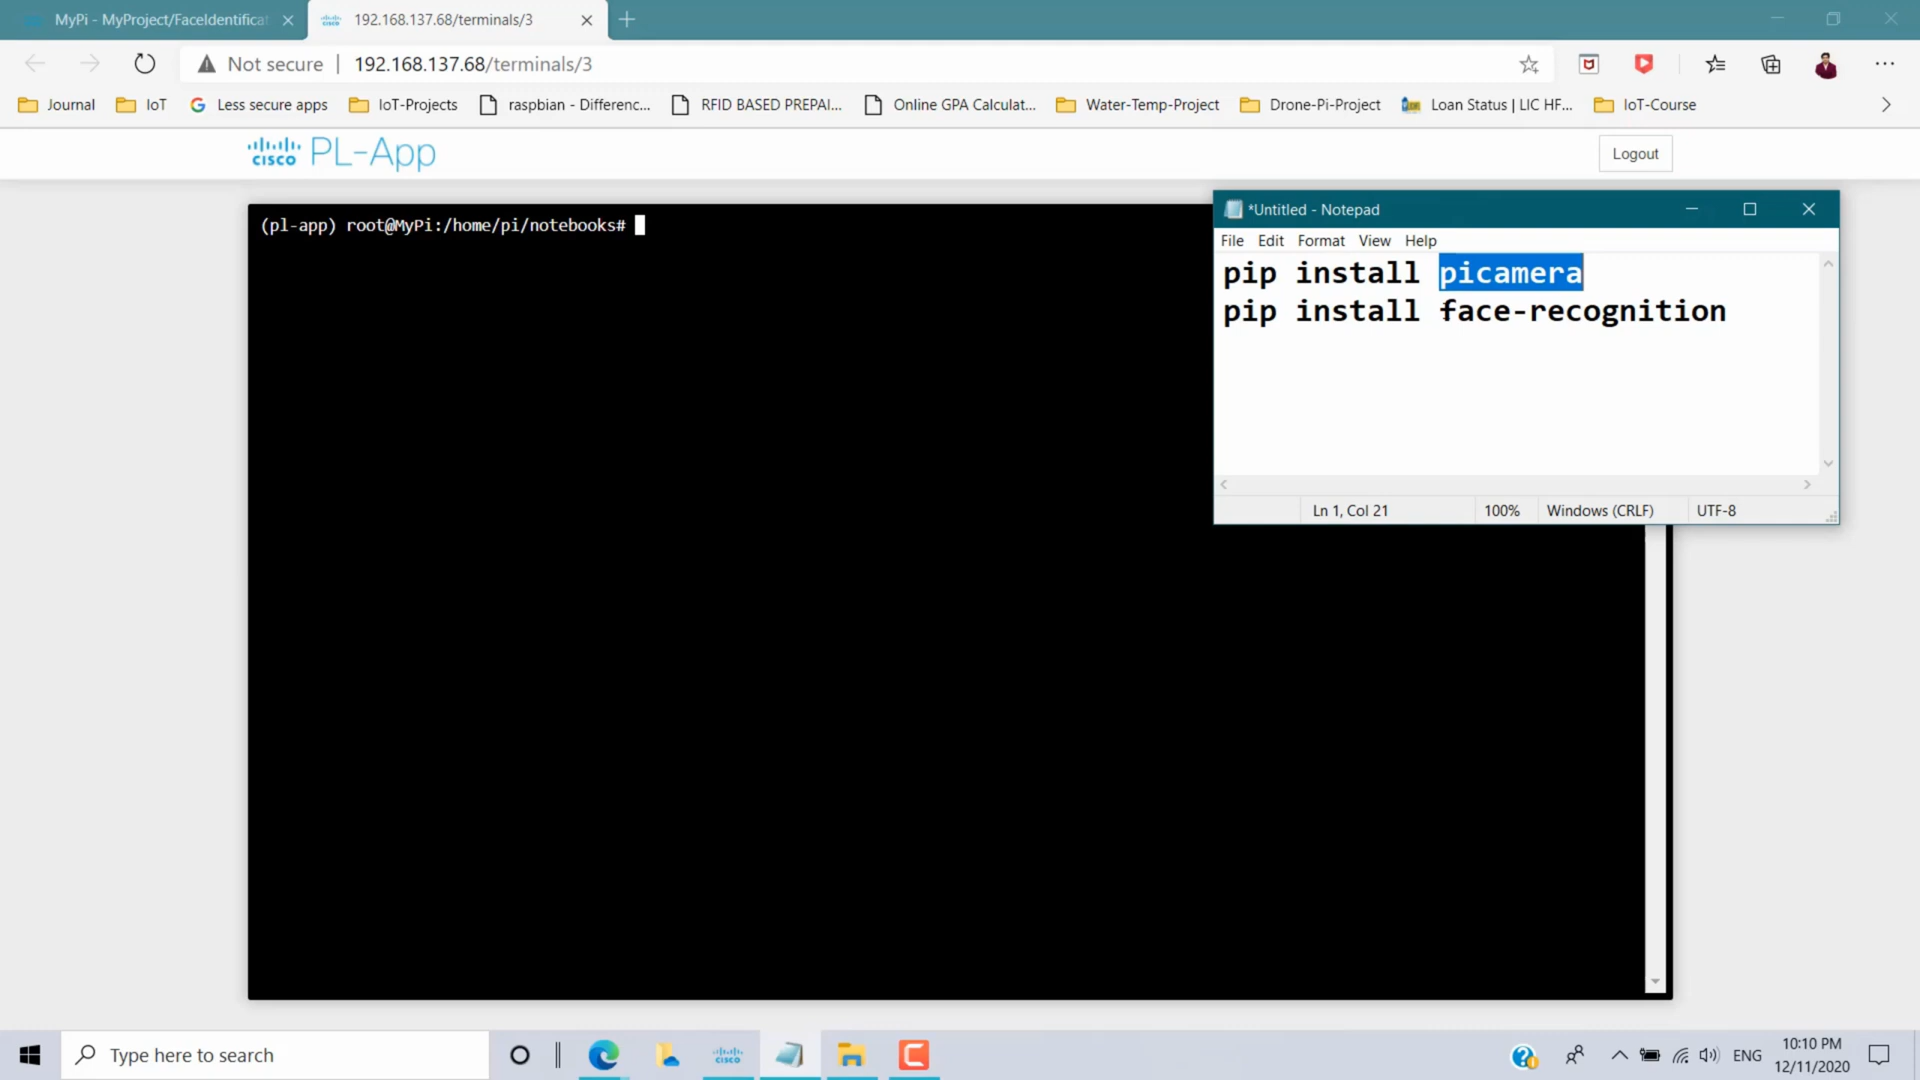 MyPi - MyProject/FaceIdentificat
192.168.137.68/terminals/3
Not secure | 192.168.137.68/terminals/3
Journal IoT Less secure apps IoT-Projects raspbian - Differenc... RFID BASED PREPAI... Online GPA Calculat... Water-Temp-Project Drone-Pi-Project Loan Status | LIC HF... IoT-Course
cisco PL-App
Logout
(pl-app) root@MyPi:/home/pi/notebooks#
*Untitled - Notepad
File Edit Format View Help
pip install picamera
pip install face-recognition
Ln 1, Col 21 100% Windows (CRLF) UTF-8
Type here to search
cisco
ENG
10:10 PM
12/11/2020